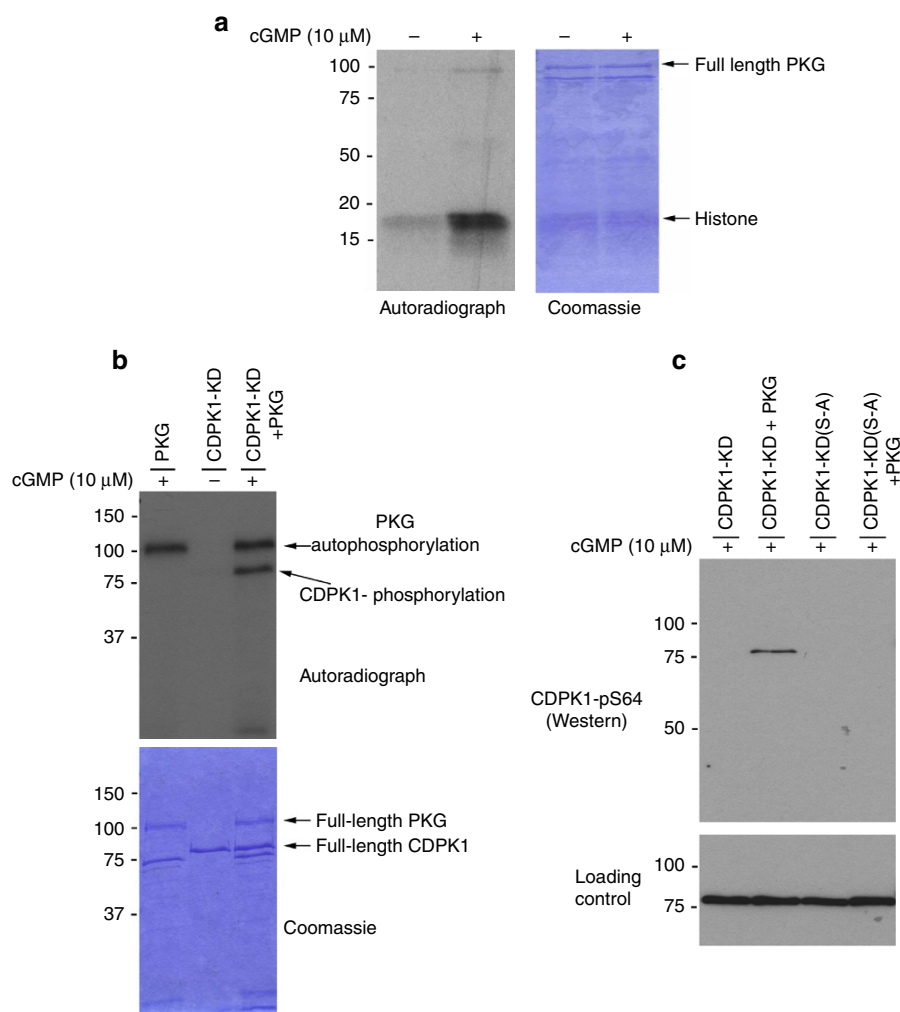 a
cGMP (10 μM)
– +
– +
100 -
75 -
50 -
20 -
15 -
Full length PKG
Histone
Autoradiograph
Coomassie
b
PKG
CDPK1-KD
CDPK1-KD
+PKG
cGMP (10 μM)
+ – +
150 -
100 -
75 -
37 -
PKG
autophosphorylation
CDPK1- phosphorylation
Autoradiograph
150 -
100 -
75 -
37 -
Full-length PKG
Full-length CDPK1
Coomassie
c
CDPK1-KD
CDPK1-KD + PKG
CDPK1-KD(S-A)
CDPK1-KD(S-A)
+PKG
cGMP (10 μM)
+ + + +
100 -
75 -
50 -
CDPK1-pS64
(Western)
Loading
control
100 -
75 -